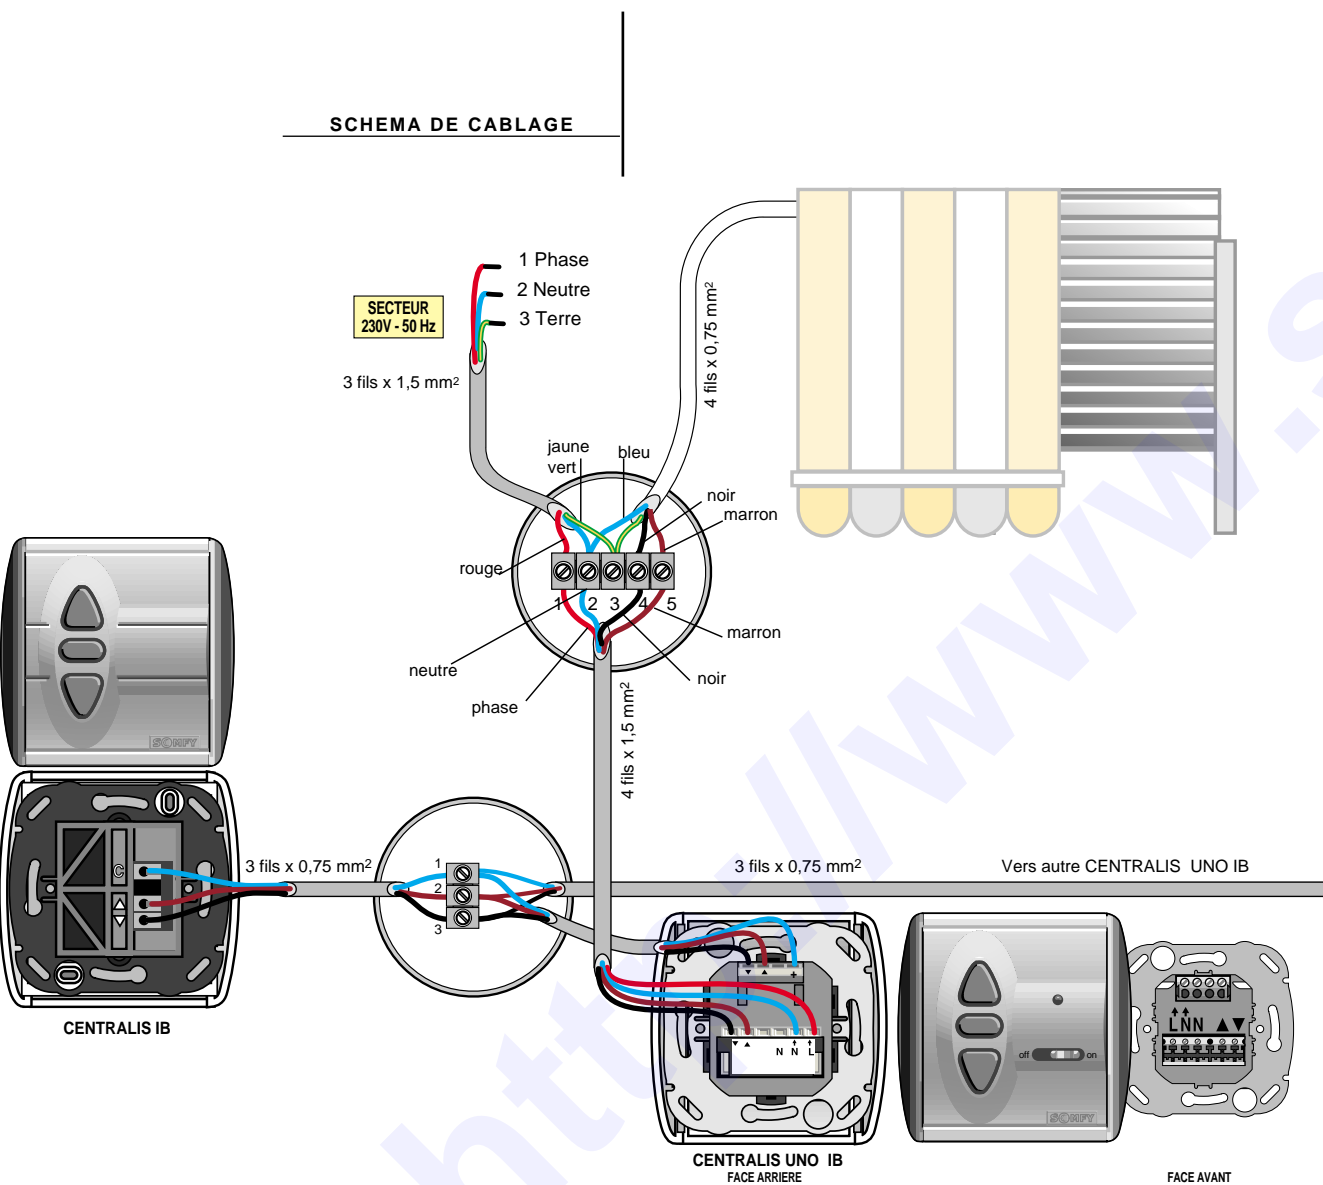 SCHEMA DE CABLAGE
1 Phase
2 Neutre
3 Terre
SECTEUR
230V - 50 Hz
3 fils x 1,5 mm2
4 fils x 0,75 mm2
jaune
vert
bleu
noir
marron
rouge
1 2 3 4 5
marron
neutre
noir
phase
4 fils x 1,5 mm2
SOMFY
C
3 fils x 0,75 mm2
1
2
3
3 fils x 0,75 mm2
Vers autre CENTRALIS UNO IB
CENTRALIS IB
+
N N L
off on
SOMFY
L N N
CENTRALIS UNO IB
FACE ARRIERE
FACE AVANT
http://www.s